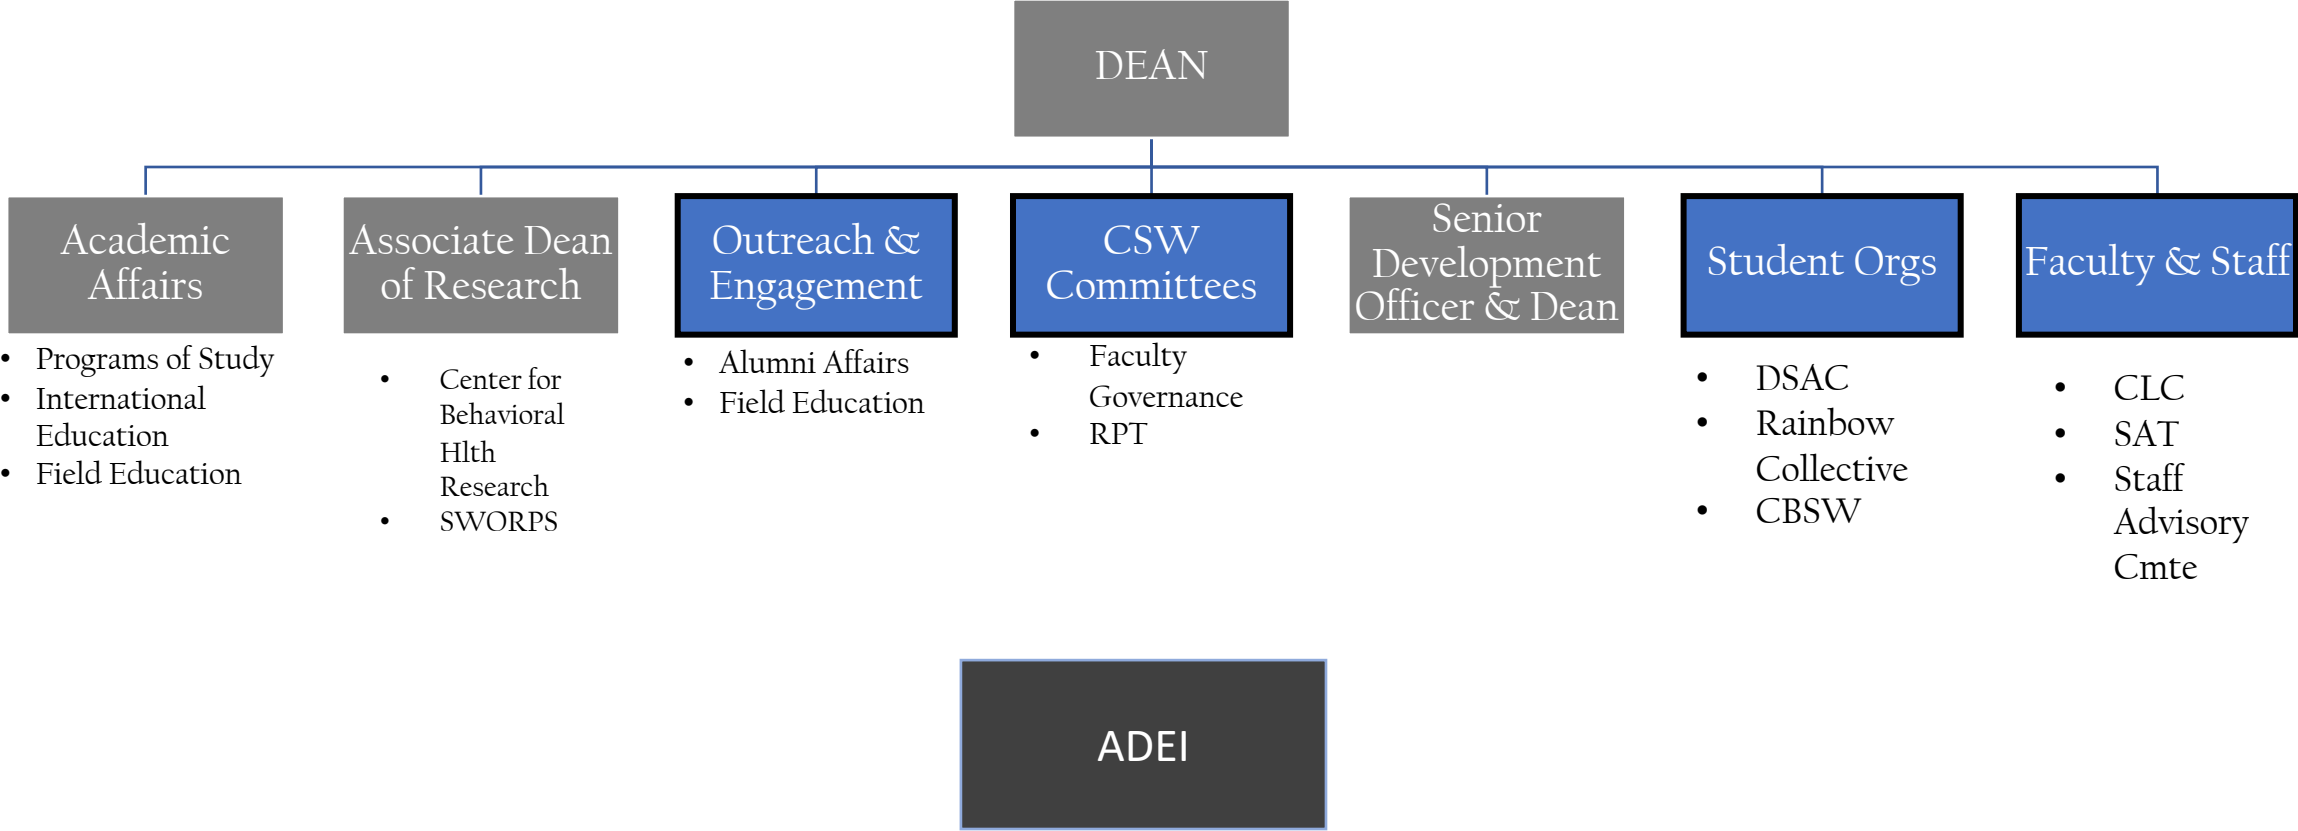 DEAN
Academic
Affairs
Associate Dean
of Research
Outreach &
Engagement
CSW
Committees
Senior
Development
Officer & Dean
Student Orgs
Faculty & Staff
• Programs of Study
• International
Education
• Field Education
• Center for
Behavioral
Hlth
Research
• SWORPS
• Alumni Affairs
• Field Education
• Faculty
Governance
• RPT
• DSAC
• Rainbow
Collective
• CBSW
• CLC
• SAT
• Staff
Advisory
Cmte
ADEI